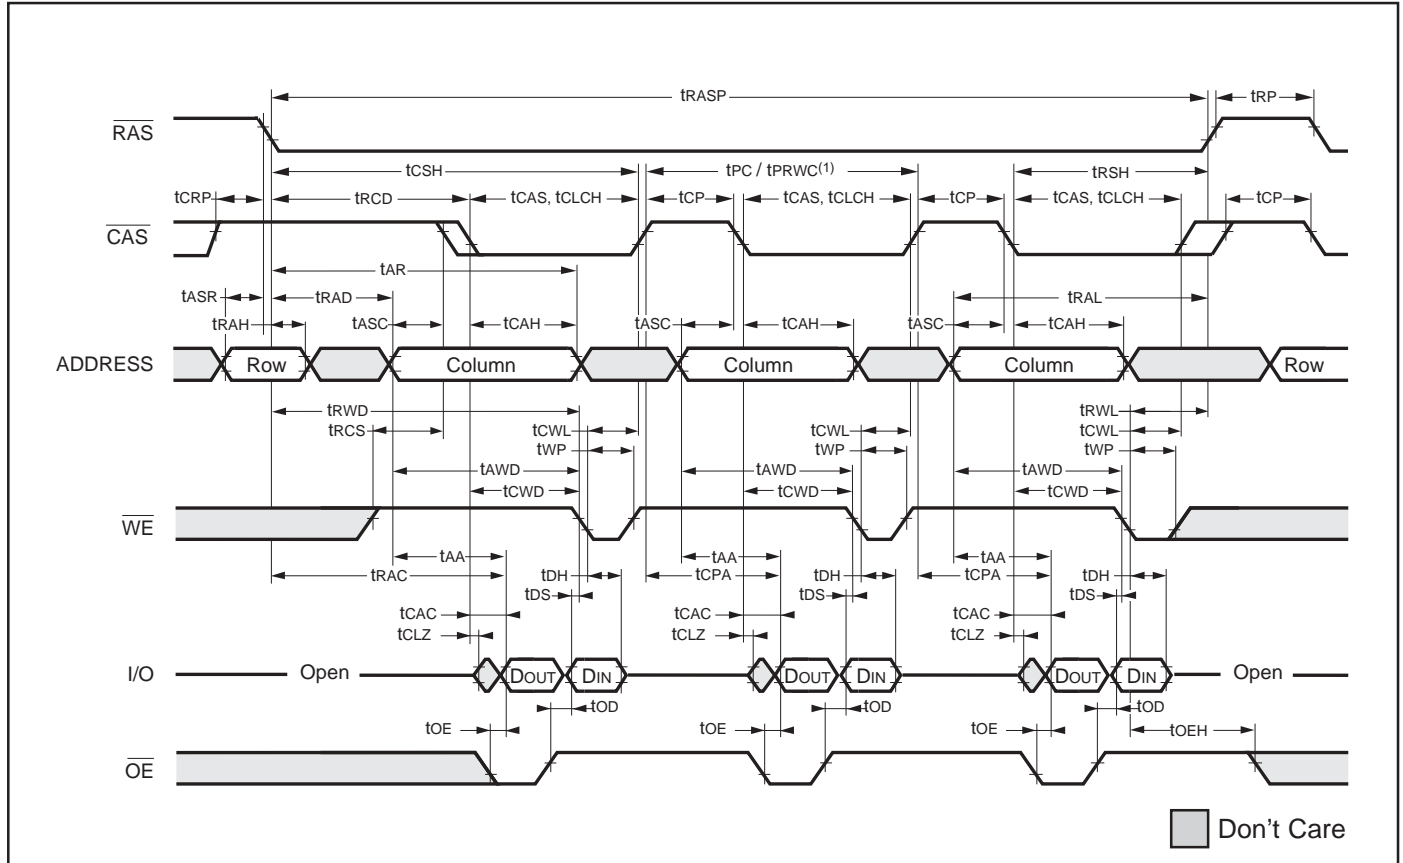 tRASP tRP
RAS
tCSH tPC / tPRWC(1) tRSH
tCRP tRCD tCAS, tCLCH tCP tCAS, tCLCH tCP tCAS, tCLCH tCP
CAS
tAR
tASR tRAD tRAL
tRAH tASC tCAH tASC tCAH tASC tCAH
ADDRESS Row Column Column Column Row
tRWD tRWL
tRCS tCWL tCWL tCWL
tWP tWP tWP
tAWD tAWD tAWD
tCWD tCWD tCWD
WE
tAA tAA tAA
tRAC tDH tCPA tDH tCPA tDH
tDS tDS tDS
tCAC tCAC tCAC
tCLZ tCLZ tCLZ
I/O Open DOUT DIN DOUT DIN DOUT DIN Open
tOD tOD tOD
tOE tOE tOE tOEH
OE
Don't Care